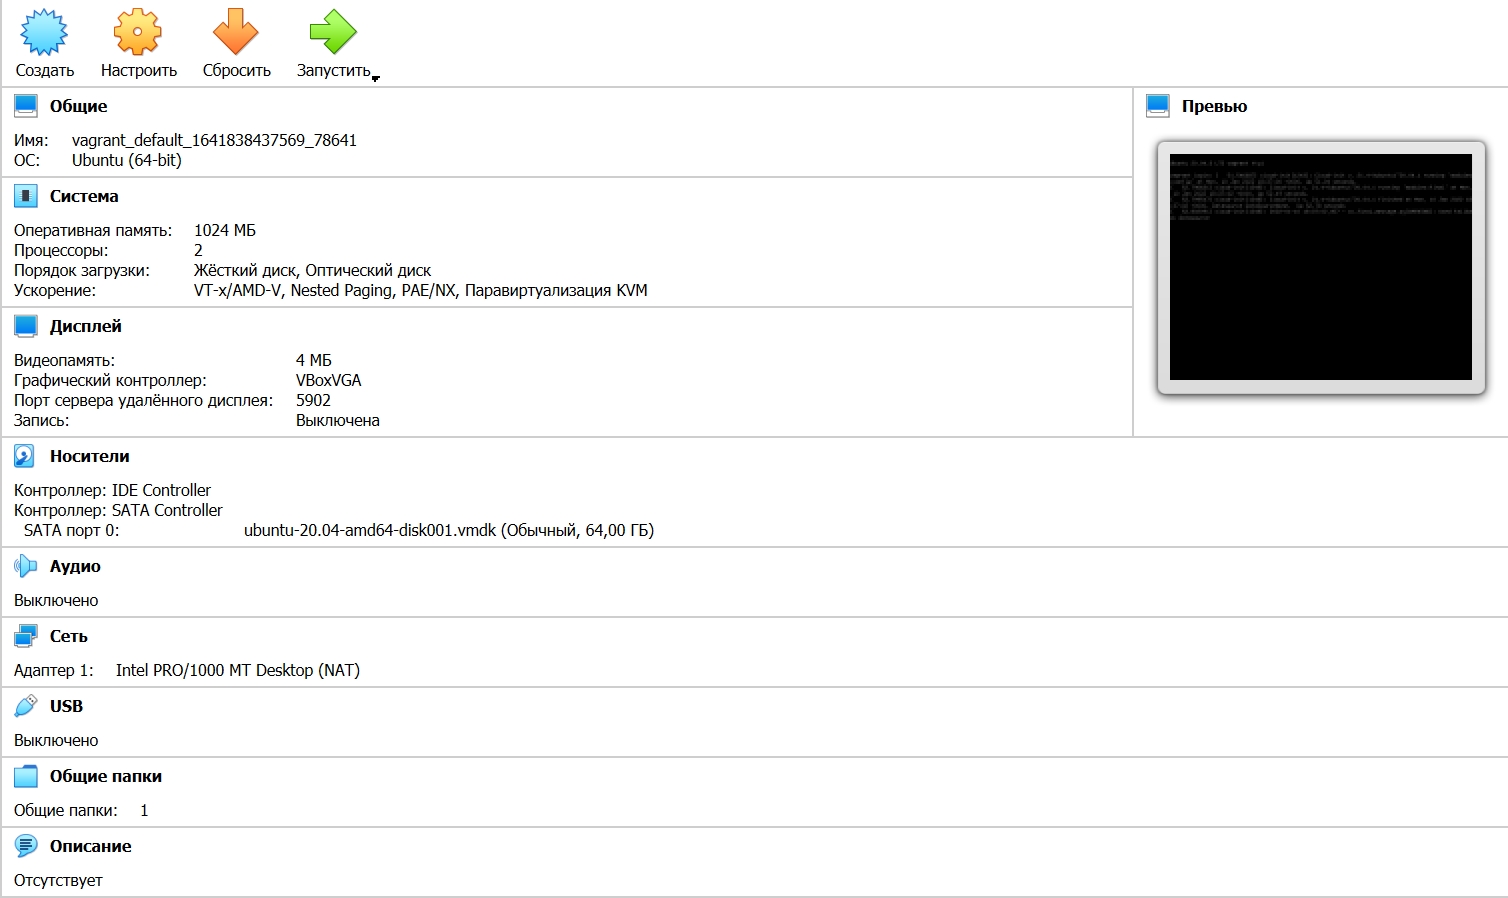 Создать Настроить Сбросить Запустить
Общие
Имя: vagrant_default_1641838437569_78641
ОС: Ubuntu (64-bit)
Превью
Система
Оперативная память: 1024 МБ
Процессоры: 2
Порядок загрузки: Жёсткий диск, Оптический диск
Ускорение: VT-x/AMD-V, Nested Paging, PAE/NX, Паравиртуализация KVM
Дисплей
Видеопамять: 4 МБ
Графический контроллер: VBoxVGA
Порт сервера удалённого дисплея: 5902
Запись: Выключена
Носители
Контроллер: IDE Controller
Контроллер: SATA Controller
SATA порт 0: ubuntu-20.04-amd64-disk001.vmdk (Обычный, 64,00 ГБ)
Аудио
Выключено
Сеть
Адаптер 1: Intel PRO/1000 MT Desktop (NAT)
USB
Выключено
Общие папки
Общие папки: 1
Описание
Отсутствует